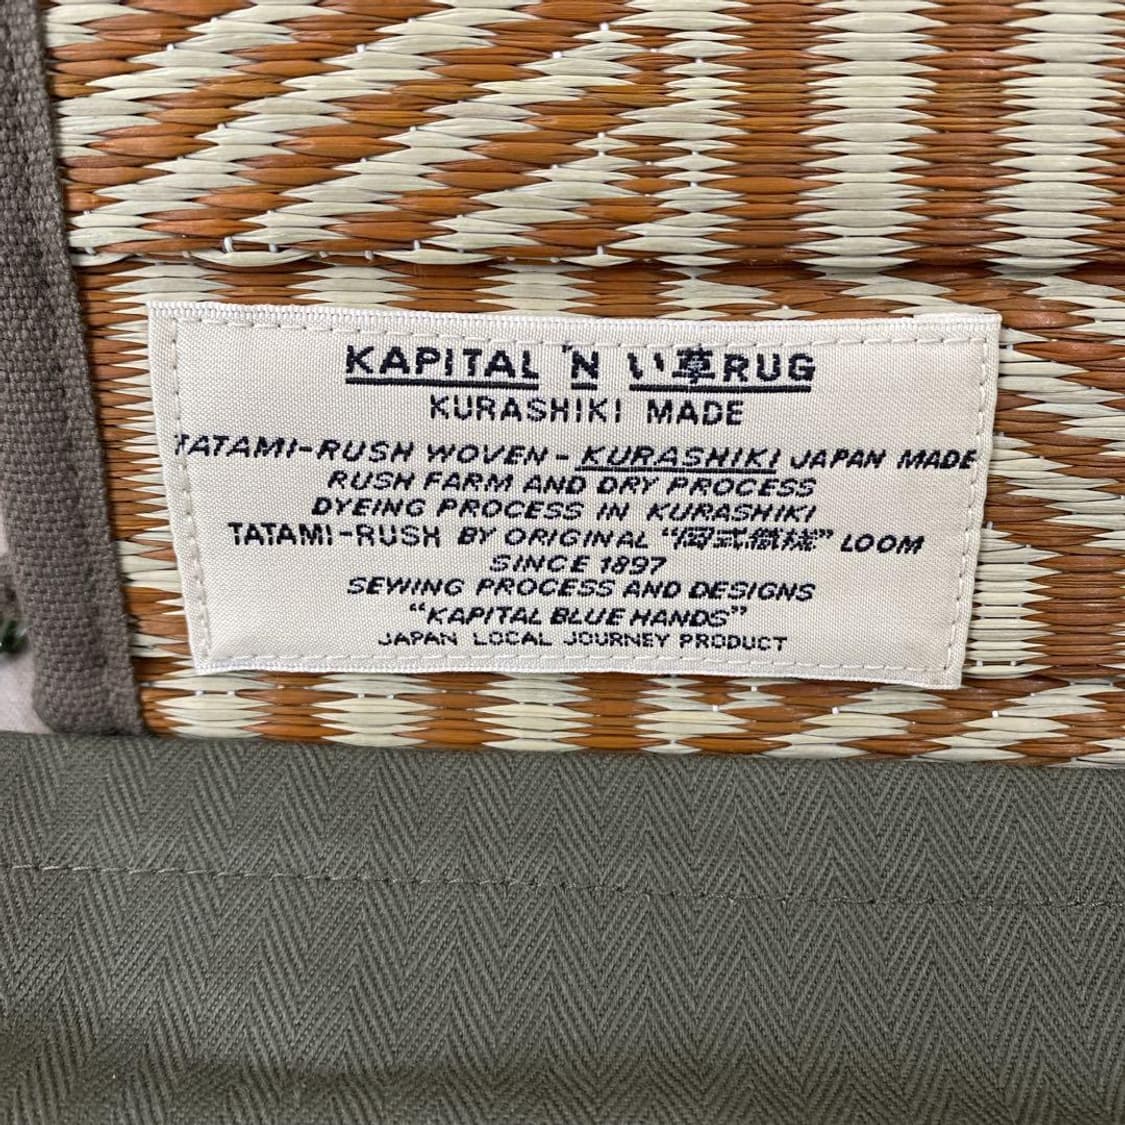 KAPITAL 'N い草RUG
KURASHIKI MADE
TATAMI-RUSH WOVEN - KURASHIKI JAPAN MADE
RUSH FARM AND DRY PROCESS
DYEING PROCESS IN KURASHIKI
TATAMI-RUSH BY ORIGINAL " 式織機" LOOM
SINCE 1897
SEWING PROCESS AND DESIGNS
"KAPITAL BLUE HANDS"
JAPAN LOCAL JOURNEY PRODUCT